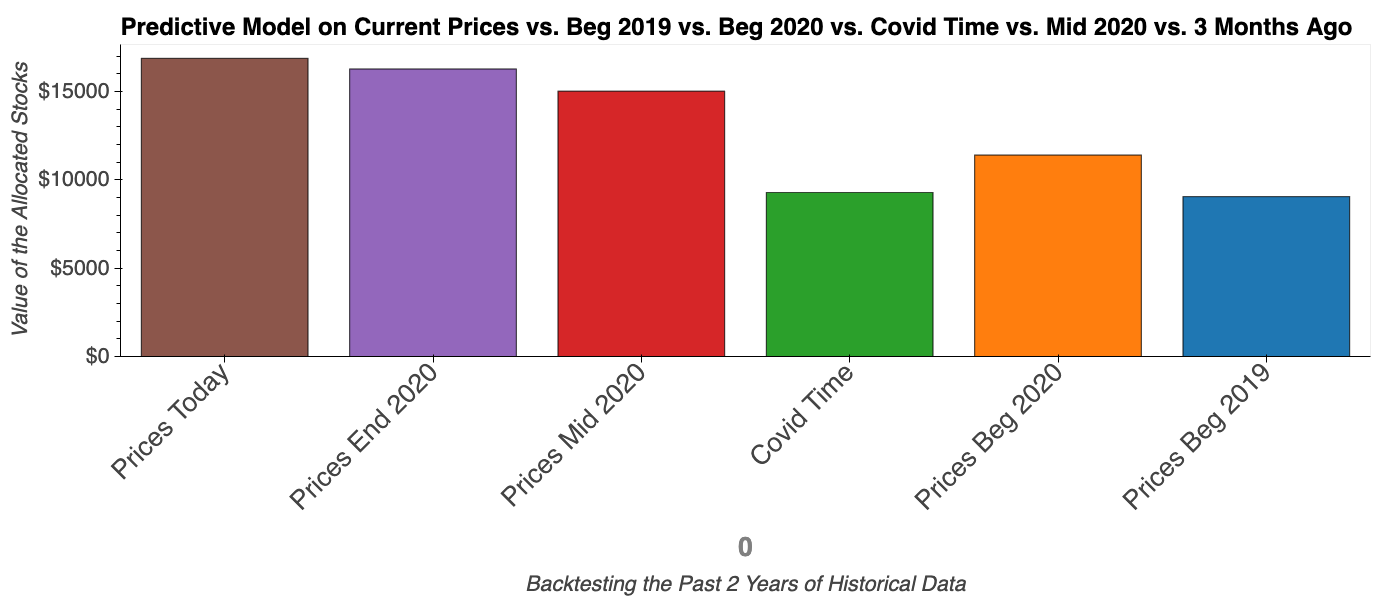 Predictive Model on Current Prices vs. Beg 2019 vs. Beg 2020 vs. Covid Time vs. Mid 2020 vs. 3 Months Ago
Value of the Allocated Stocks
$15000
$10000
$5000
$0
Prices Today
Prices End 2020
Prices Mid 2020
Covid Time
Prices Beg 2020
Prices Beg 2019
0
Backtesting the Past 2 Years of Historical Data